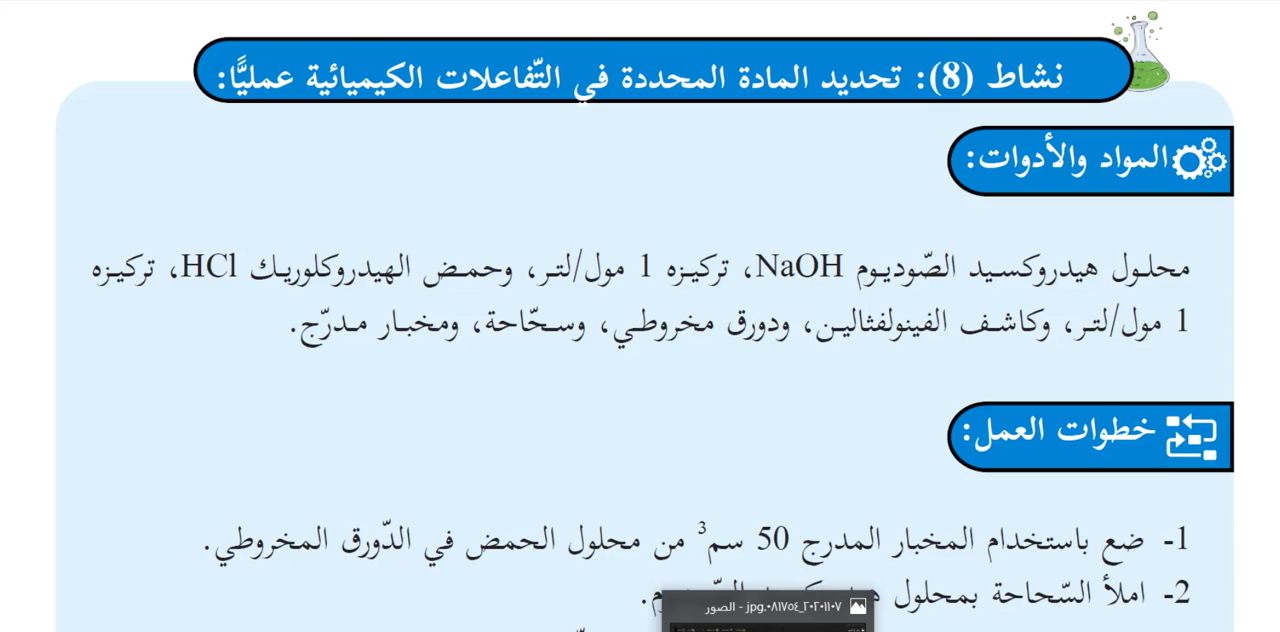 نشاط (8): تحديد المادة المحددة في التّفاعلات الكيميائية عمليًّا:
المواد والأدوات:
محلول هيدروكسيد الصّوديوم NaOH، تركيزه 1 مول/لتر، وحمض الهيدروكلوريك HCl، تركيزه
1 مول/لتر، وكاشف الفينولفثالين، ودورق مخروطي، وسحّاحة، ومخبار مدرّج.
خطوات العمل:
1- ضع باستخدام المخبار المدرج 50 سم³ من محلول الحمض في الدّورق المخروطي.
2- املأ السّحاحة بمحلول
٢٠٢٠١١٠٧_٠٨١٧٥٤.jpg - الصور